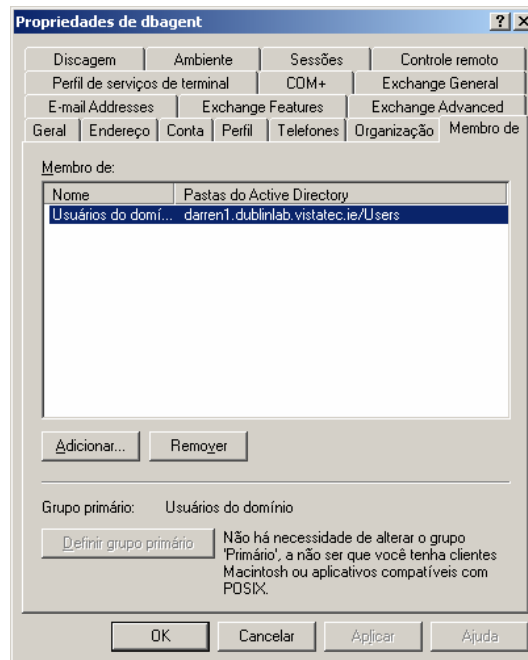 Propriedades de dbagent
Discagem Ambiente Sessões Controle remoto
Perfil de serviços de terminal COM+ Exchange General
E-mail Addresses Exchange Features Exchange Advanced
Geral Endereço Conta Perfil Telefones Organização Membro de
Membro de:
Nome Pastas do Active Directory
Usuários do domí... darren1.dublinlab.vistatec.ie/Users
Adicionar... Remover
Grupo primário: Usuários do domínio
Definir grupo primário
Não há necessidade de alterar o grupo
'Primário', a não ser que você tenha clientes
Macintosh ou aplicativos compatíveis com
POSIX.
OK Cancelar Aplicar Ajuda